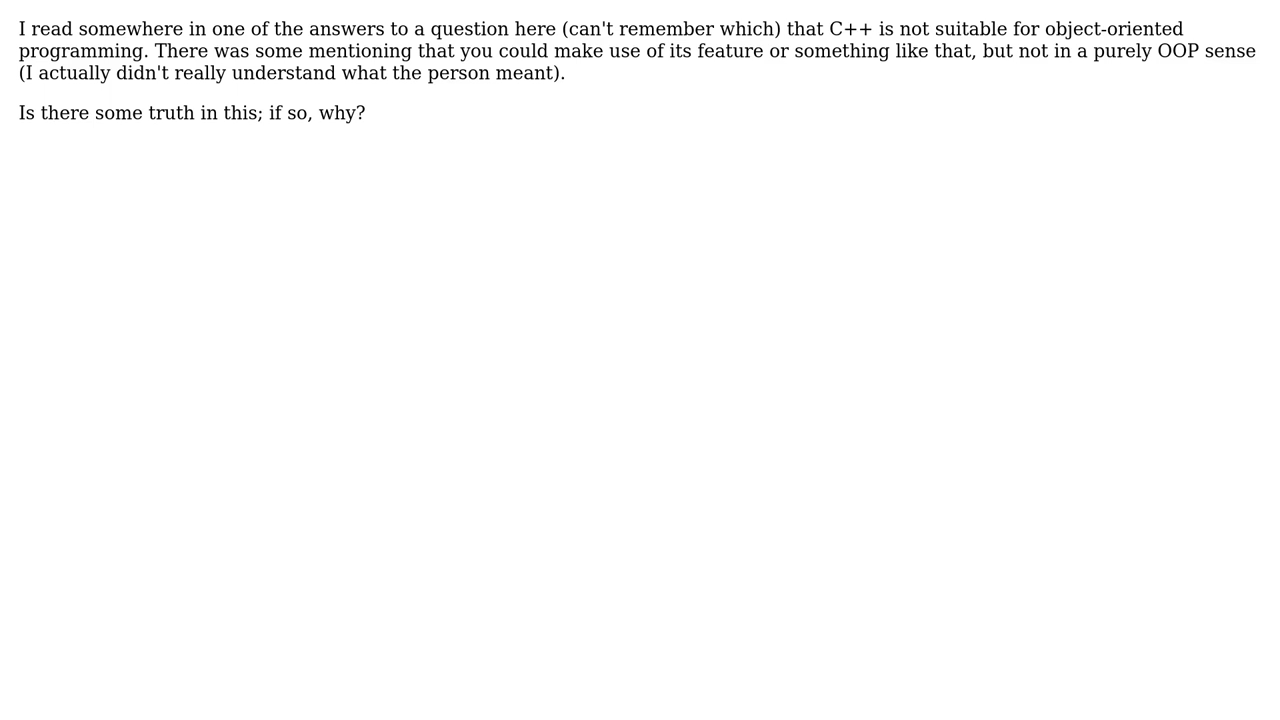 I read somewhere in one of the answers to a question here (can't remember which) that C++ is not suitable for object-oriented
programming. There was some mentioning that you could make use of its feature or something like that, but not in a purely OOP sense
(I actually didn't really understand what the person meant).
Is there some truth in this; if so, why?